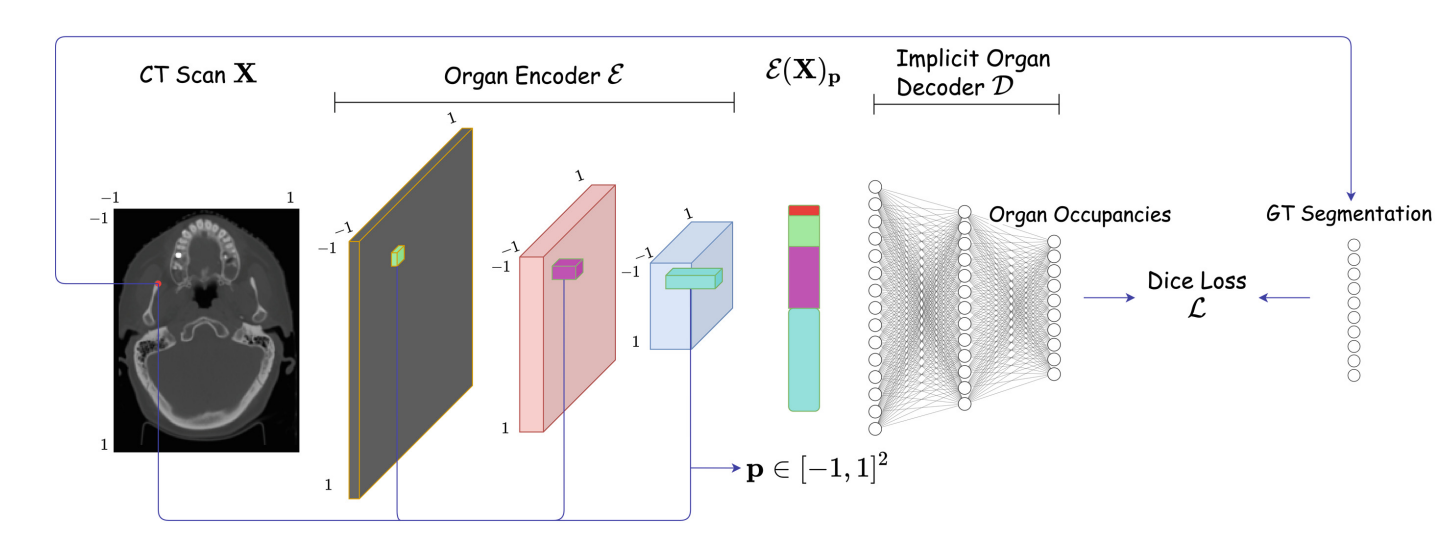 CT Scan X
Organ Encoder ℰ
ℰ(X)ₚ
Implicit Organ
Decoder 𝒟
-1
1
-1
1
1
-1
-1
1
1
-1
-1
1
1
-1
-1
1
Organ Occupancies
GT Segmentation
Dice Loss
ℒ
p ∈ [−1, 1]²